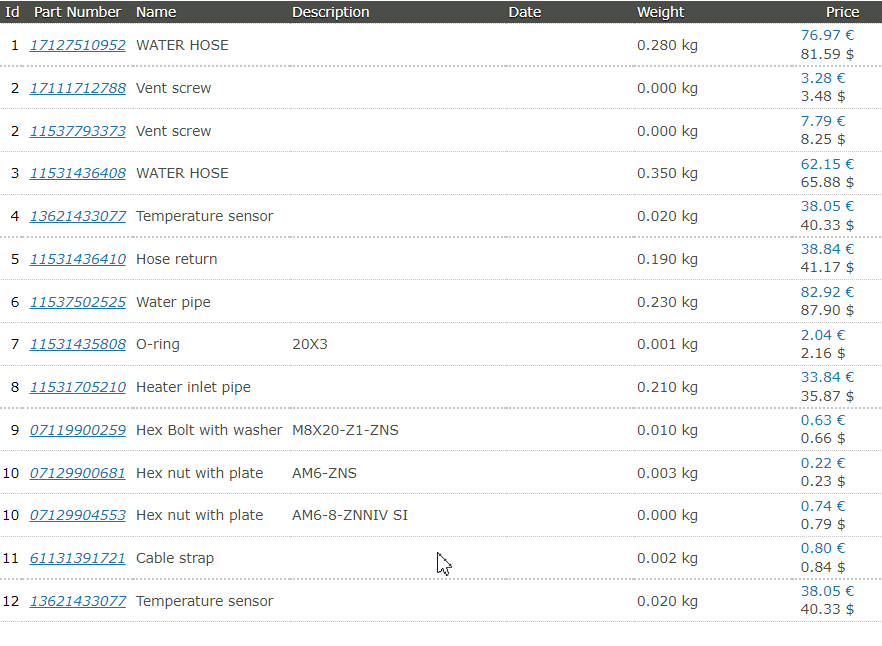 Id Part Number Name Description Date Weight Price
1 17127510952 WATER HOSE 0.280 kg 76.97 €
81.59 $
2 17111712788 Vent screw 0.000 kg 3.28 €
3.48 $
2 11537793373 Vent screw 0.000 kg 7.79 €
8.25 $
3 11531436408 WATER HOSE 0.350 kg 62.15 €
65.88 $
4 13621433077 Temperature sensor 0.020 kg 38.05 €
40.33 $
5 11531436410 Hose return 0.190 kg 38.84 €
41.17 $
6 11537502525 Water pipe 0.230 kg 82.92 €
87.90 $
7 11531435808 O-ring 20X3 0.001 kg 2.04 €
2.16 $
8 11531705210 Heater inlet pipe 0.210 kg 33.84 €
35.87 $
9 07119900259 Hex Bolt with washer M8X20-Z1-ZNS 0.010 kg 0.63 €
0.66 $
10 07129900681 Hex nut with plate AM6-ZNS 0.003 kg 0.22 €
0.23 $
10 07129904553 Hex nut with plate AM6-8-ZNNIV SI 0.000 kg 0.74 €
0.79 $
11 61131391721 Cable strap 0.002 kg 0.80 €
0.84 $
12 13621433077 Temperature sensor 0.020 kg 38.05 €
40.33 $